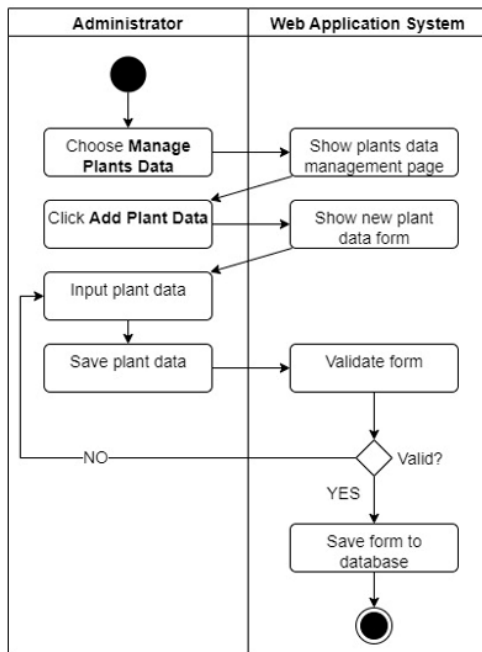 Administrator
Web Application System
Choose Manage
Plants Data
Show plants data
management page
Click Add Plant Data
Show new plant
data form
Input plant data
Save plant data
Validate form
NO
Valid?
YES
Save form to
database